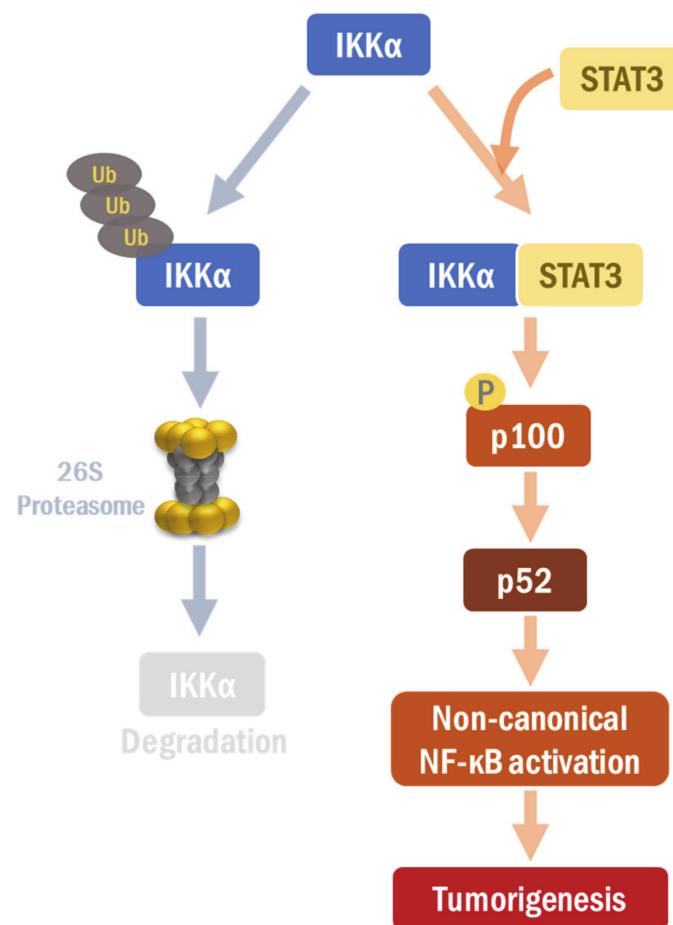 IKKα
STAT3
Ub
Ub
Ub
IKKα
IKKα
STAT3
P
p100
26S
Proteasome
p52
IKKα
Degradation
Non-canonical
NF-κB activation
Tumorigenesis